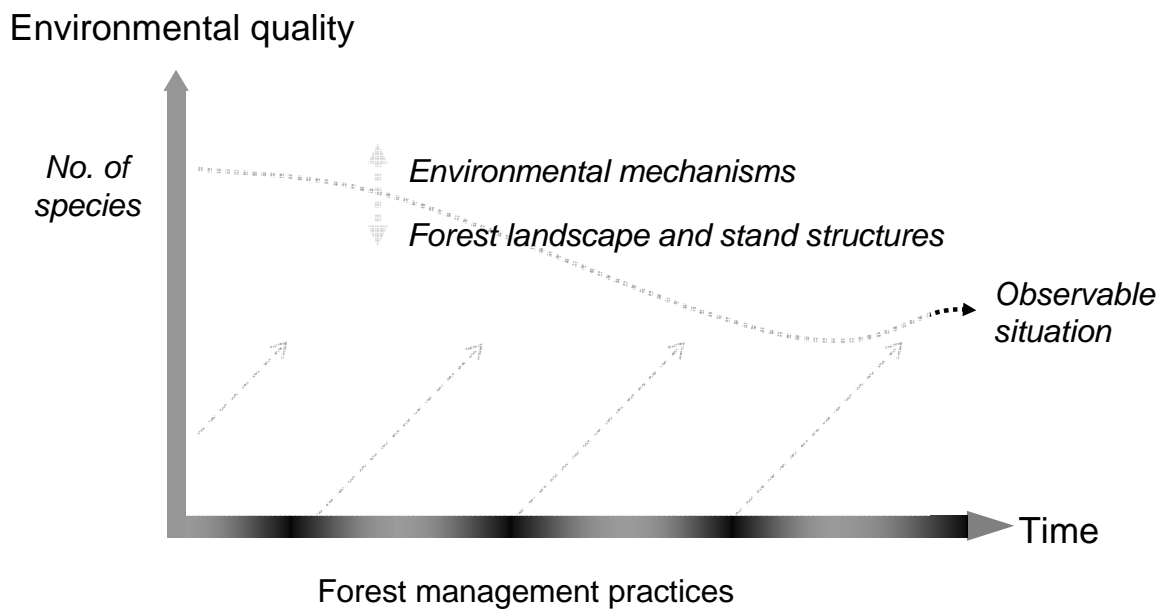 Environmental quality
No. of
species
Environmental mechanisms
Forest landscape and stand structures
Observable
situation
Time
Forest management practices